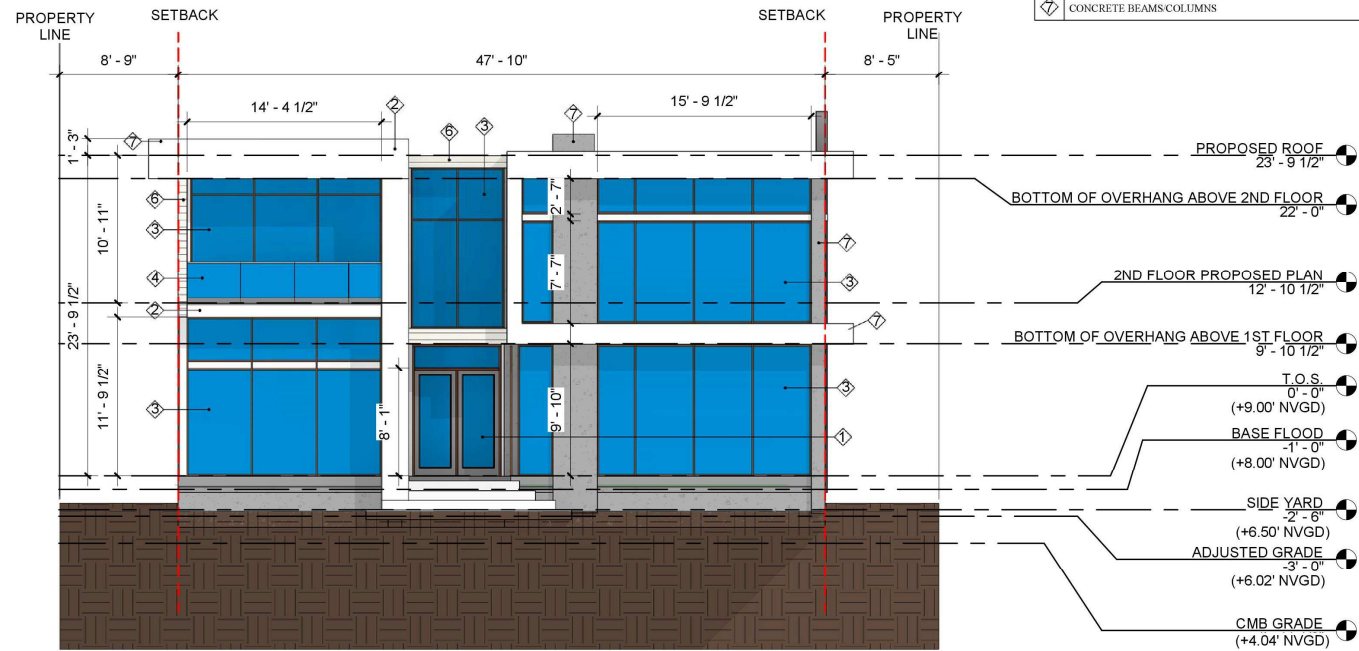 7 CONCRETE BEAMS/COLUMNS
PROPERTY
LINE
SETBACK
SETBACK
PROPERTY
LINE
8' - 9"
47' - 10"
8' - 5"
14' - 4 1/2"
2
15' - 9 1/2"
7
6
3
7
1' - 3"
PROPOSED ROOF
23' - 9 1/2"
BOTTOM OF OVERHANG ABOVE 2ND FLOOR
22' - 0"
2' - 7"
6
10' - 11"
3
7
7' - 7"
4
3
2ND FLOOR PROPOSED PLAN
12' - 10 1/2"
2
23' - 9 1/2"
7
BOTTOM OF OVERHANG ABOVE 1ST FLOOR
9' - 10 1/2"
11' - 9 1/2"
3
8' - 1"
9' - 10"
3
1
T.O.S.
0' - 0"
(+9.00' NVGD)
BASE FLOOD
-1' - 0"
(+8.00' NVGD)
SIDE YARD
-2' - 6"
(+6.50' NVGD)
ADJUSTED GRADE
-3' - 0"
(+6.02' NVGD)
CMB GRADE
(+4.04' NVGD)